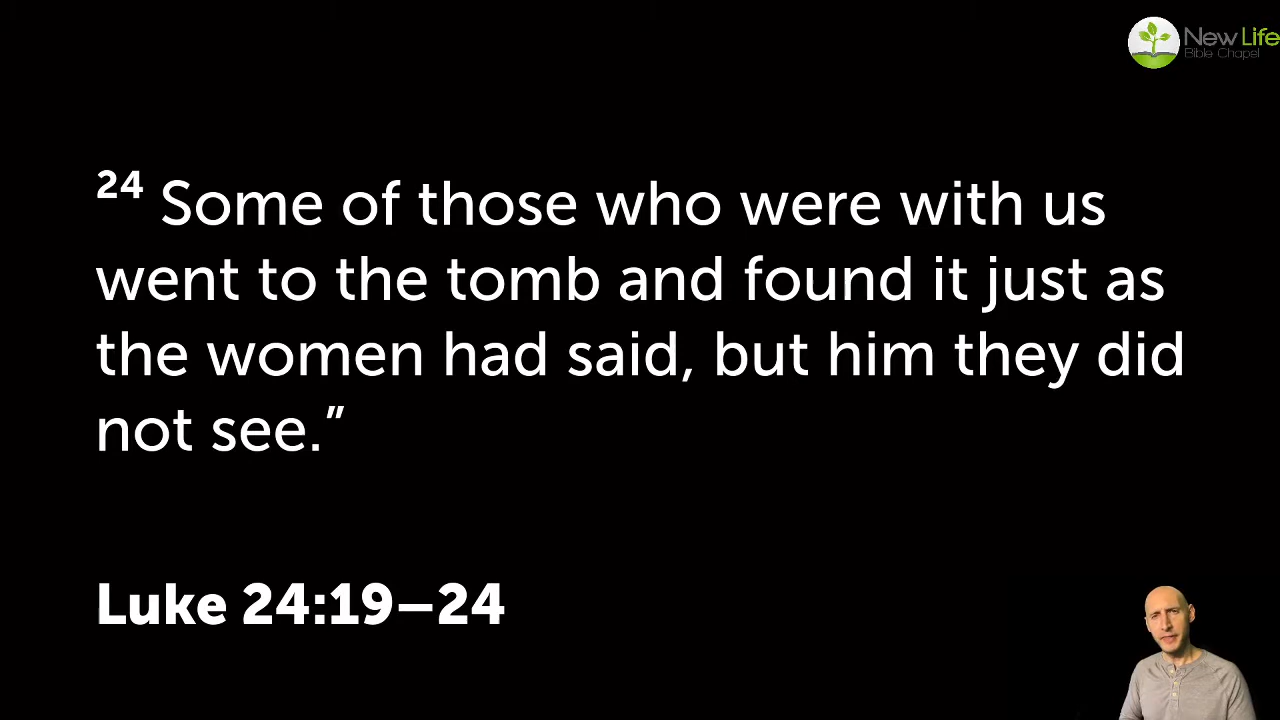 New Life
Bible Chapel
24 Some of those who were with us
went to the tomb and found it just as
the women had said, but him they did
not see.”
Luke 24:19–24